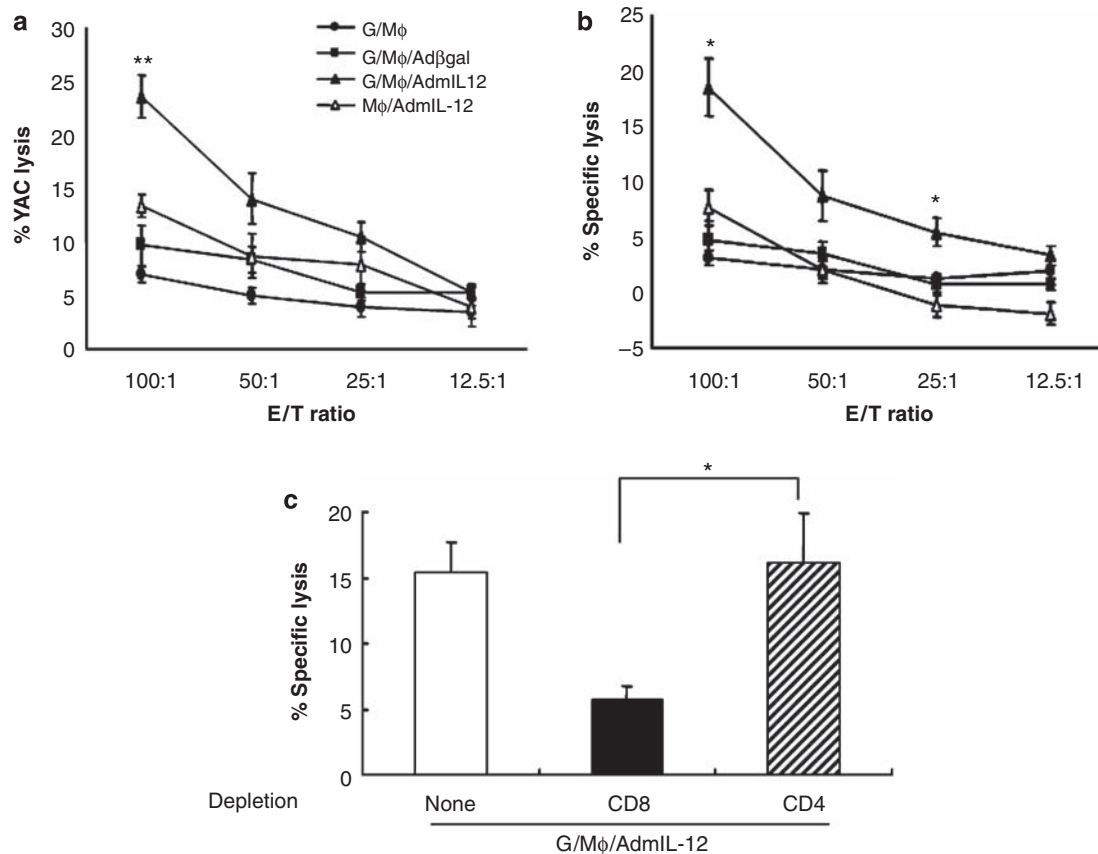 a
30
25
20
15
10
5
0
% YAC lysis
**
G/Mϕ
G/Mϕ/Adβgal
G/Mϕ/AdmIL12
Mϕ/AdmIL-12
100:1 50:1 25:1 12.5:1
E/T ratio
b
25
20
15
10
5
0
–5
% Specific lysis
*
*
100:1 50:1 25:1 12.5:1
E/T ratio
c
20
15
10
5
0
% Specific lysis
*
Depletion None CD8 CD4
G/Mϕ/AdmIL-12